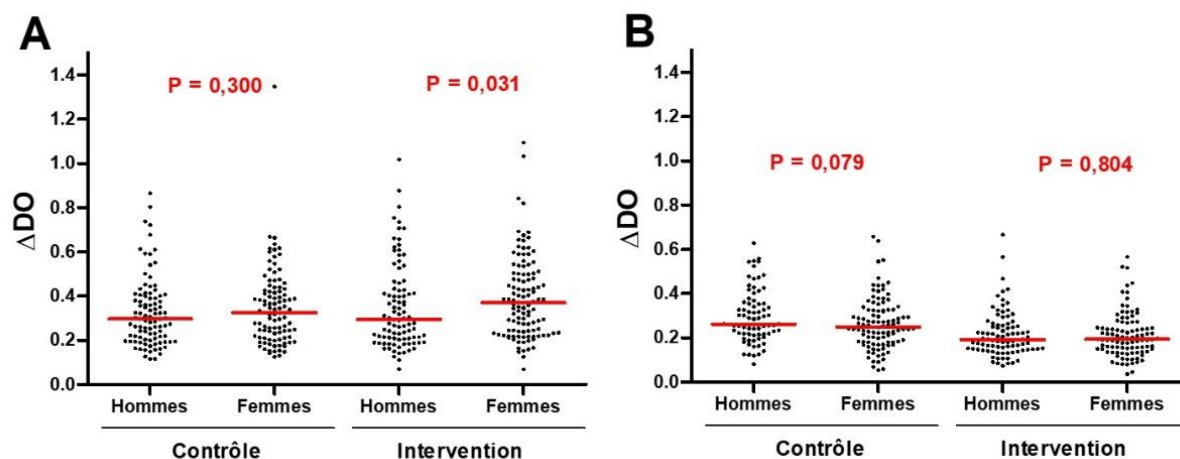 A
ΔDO
1.4
1.2
1.0
0.8
0.6
0.4
0.2
0.0
P = 0,300
P = 0,031
Hommes
Femmes
Hommes
Femmes
Contrôle
Intervention
B
ΔDO
1.4
1.2
1.0
0.8
0.6
0.4
0.2
0.0
P = 0,079
P = 0,804
Hommes
Femmes
Hommes
Femmes
Contrôle
Intervention